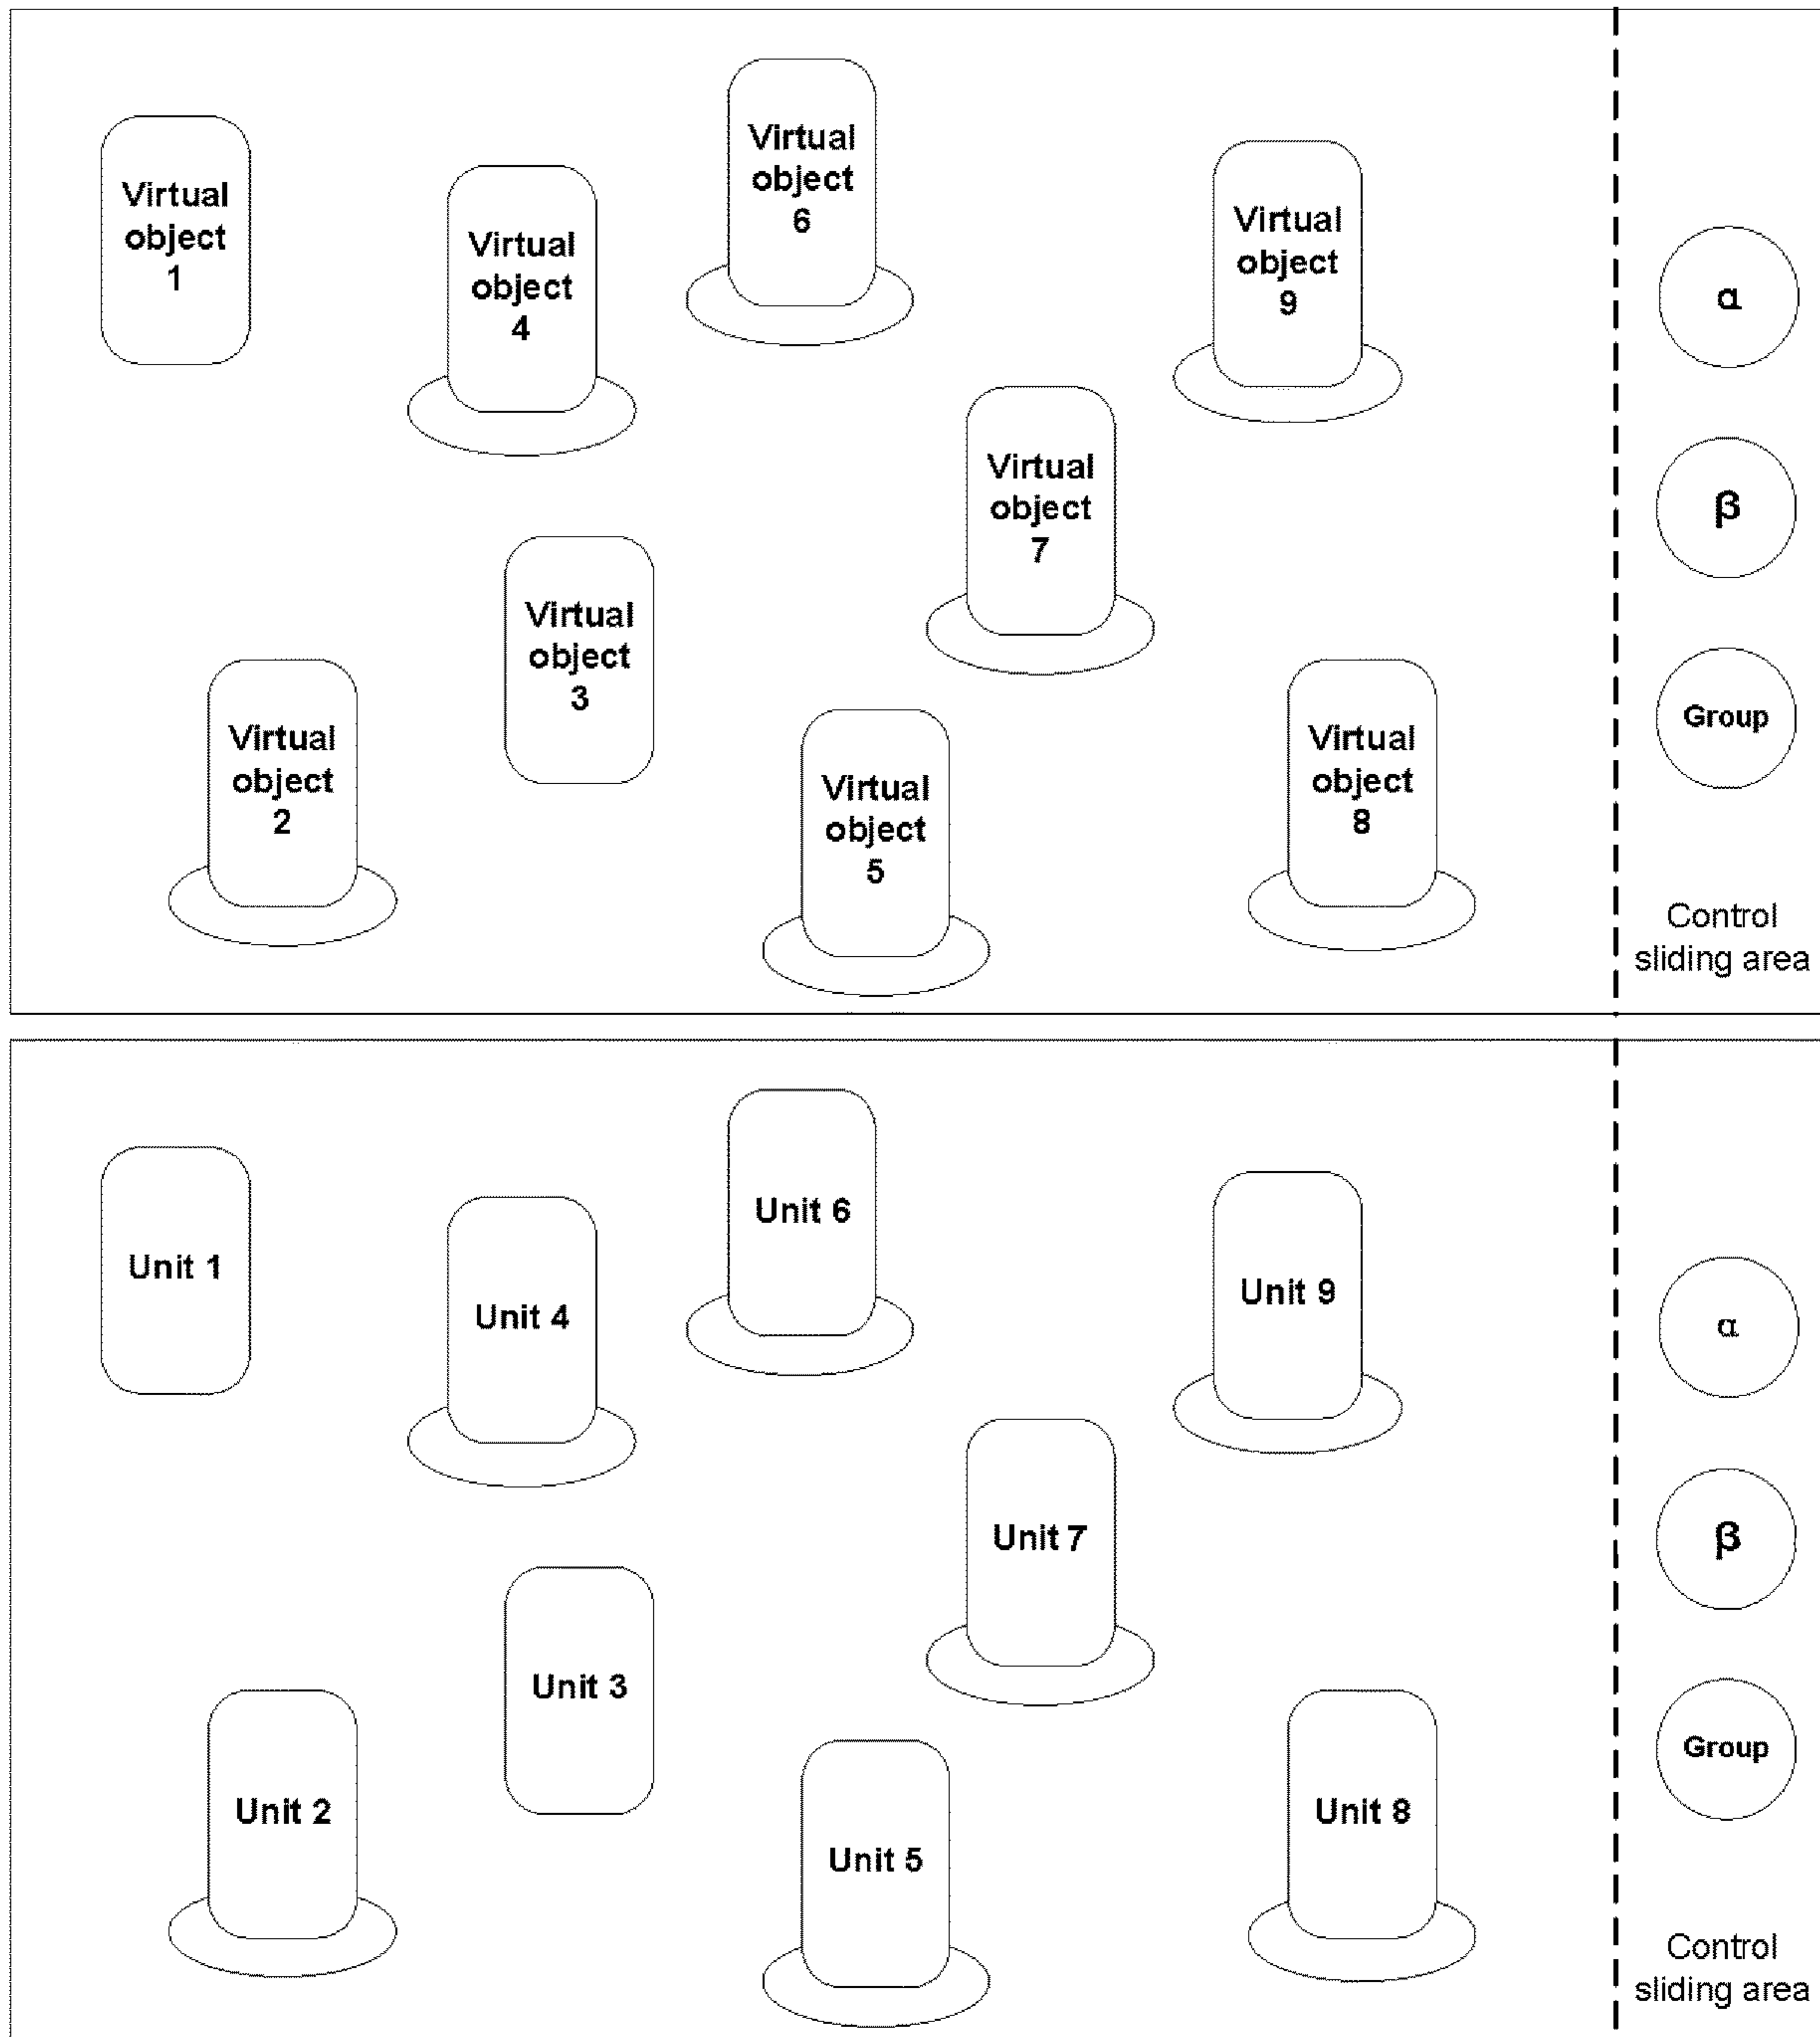 Virtual
object
1
Virtual
object
4
Virtual
object
6
Virtual
object
9
α
Virtual
object
7
β
Virtual
object
3
Virtual
object
2
Virtual
object
5
Virtual
object
8
Group
Control
sliding area
Unit 1
Unit 4
Unit 6
Unit 9
α
Unit 7
β
Unit 3
Unit 2
Unit 5
Unit 8
Group
Control
sliding area